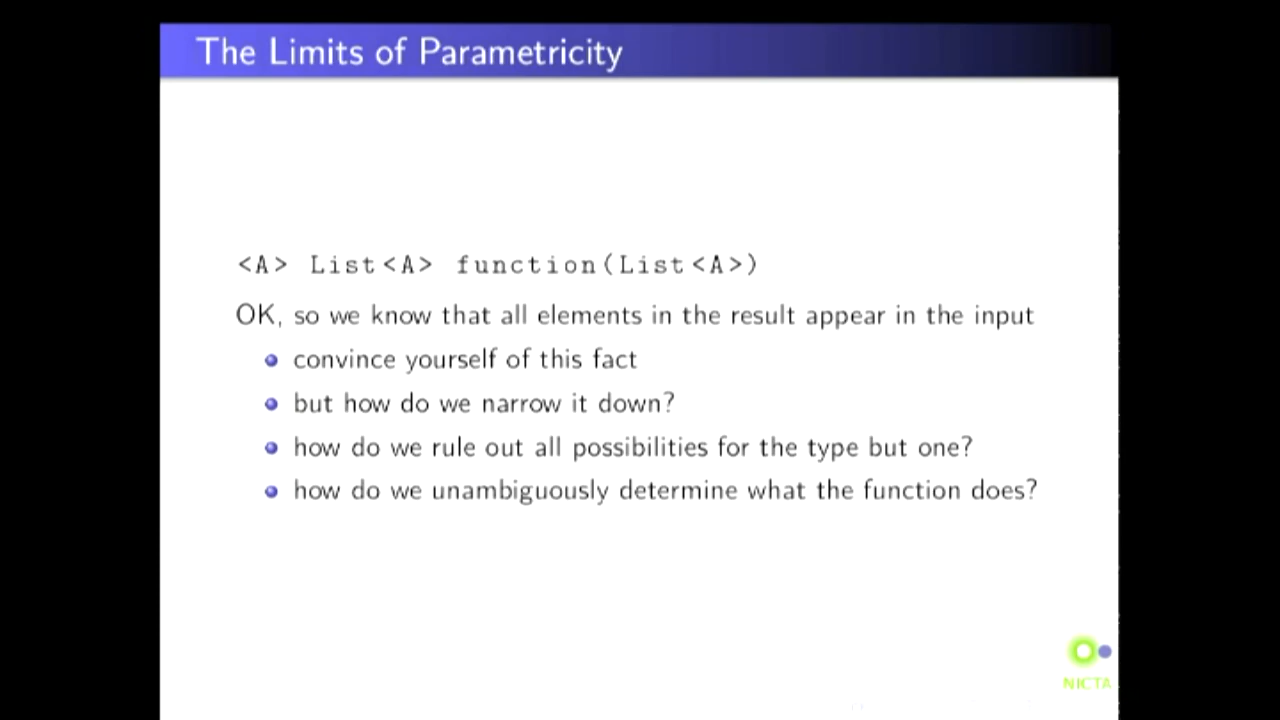 The Limits of Parametricity
<A> List<A> function(List<A>)
OK, so we know that all elements in the result appear in the input
convince yourself of this fact
but how do we narrow it down?
how do we rule out all possibilities for the type but one?
how do we unambiguously determine what the function does?
NICTA